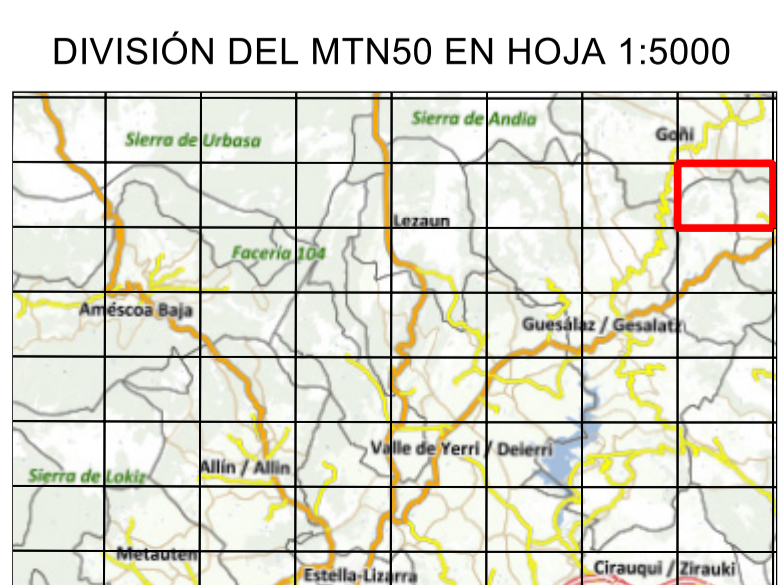 DIVISIÓN DEL MTN50 EN HOJA 1:5000
Sierra de Andia
Goñi
Sierra de Urbasa
Lezaun
Facería 104
Améscoa Baja
Guesálaz / Gesalatz
Valle de Yerri / Deierri
Allín / Allin
Sierra de Lokiz
Metauten
Cirauqui / Zirauki
Estella-Lizarra